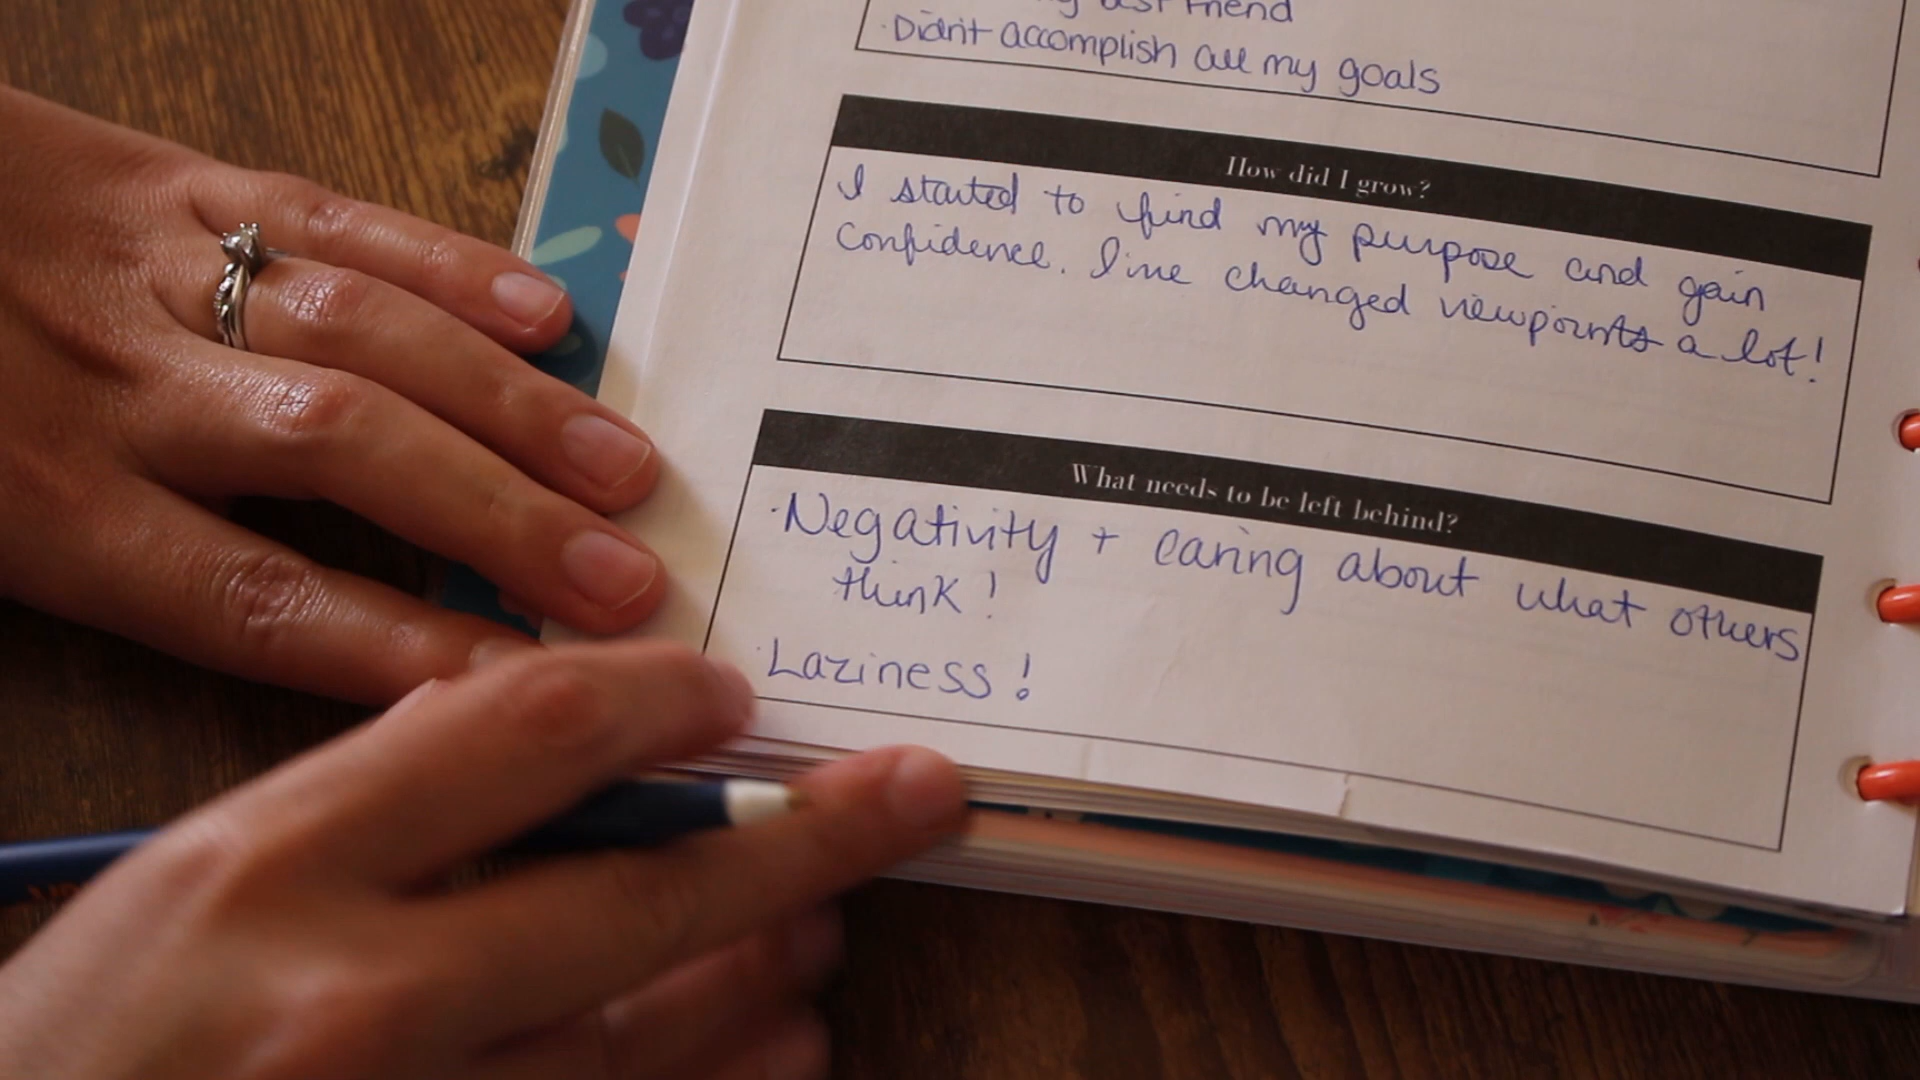 friend
·Didn't accomplish all my goals
How did I grow?
I started to find my purpose and gain
confidence. I've changed viewpoints a lot!
What needs to be left behind?
·Negativity + caring about what others
think!
·Laziness!